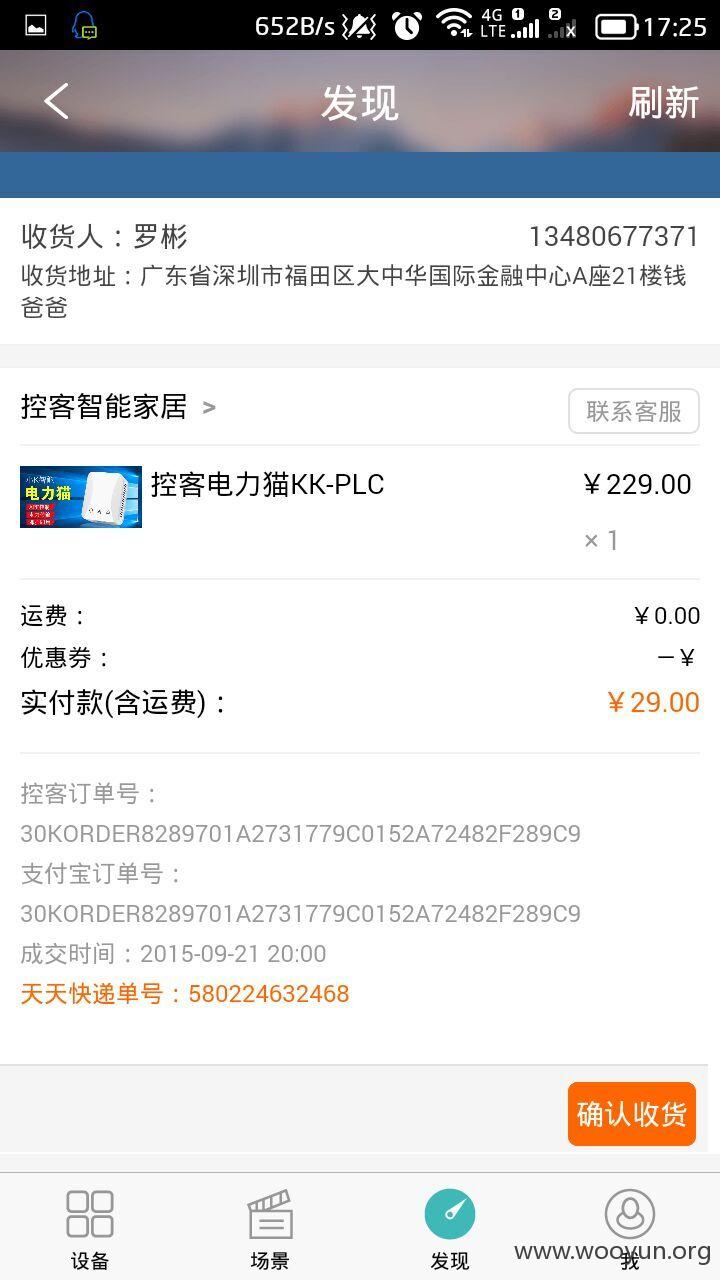 652B/s 4G LTE 1 2 x 17:25
发现 刷新
收货人：罗彬 13480677371
收货地址：广东省深圳市福田区大中华国际金融中心A座21楼钱
爸爸
控客智能家居 > 联系客服
小K智能
电力猫
控客电力猫KK-PLC ￥229.00
× 1
运费： ￥0.00
优惠券： －￥
实付款(含运费)： ￥29.00
控客订单号：
30KORDER8289701A2731779C0152A72482F289C9
支付宝订单号：
30KORDER8289701A2731779C0152A72482F289C9
成交时间：2015-09-21 20:00
天天快递单号：580224632468
确认收货
设备 场景 发现 我
www.wooyun.org